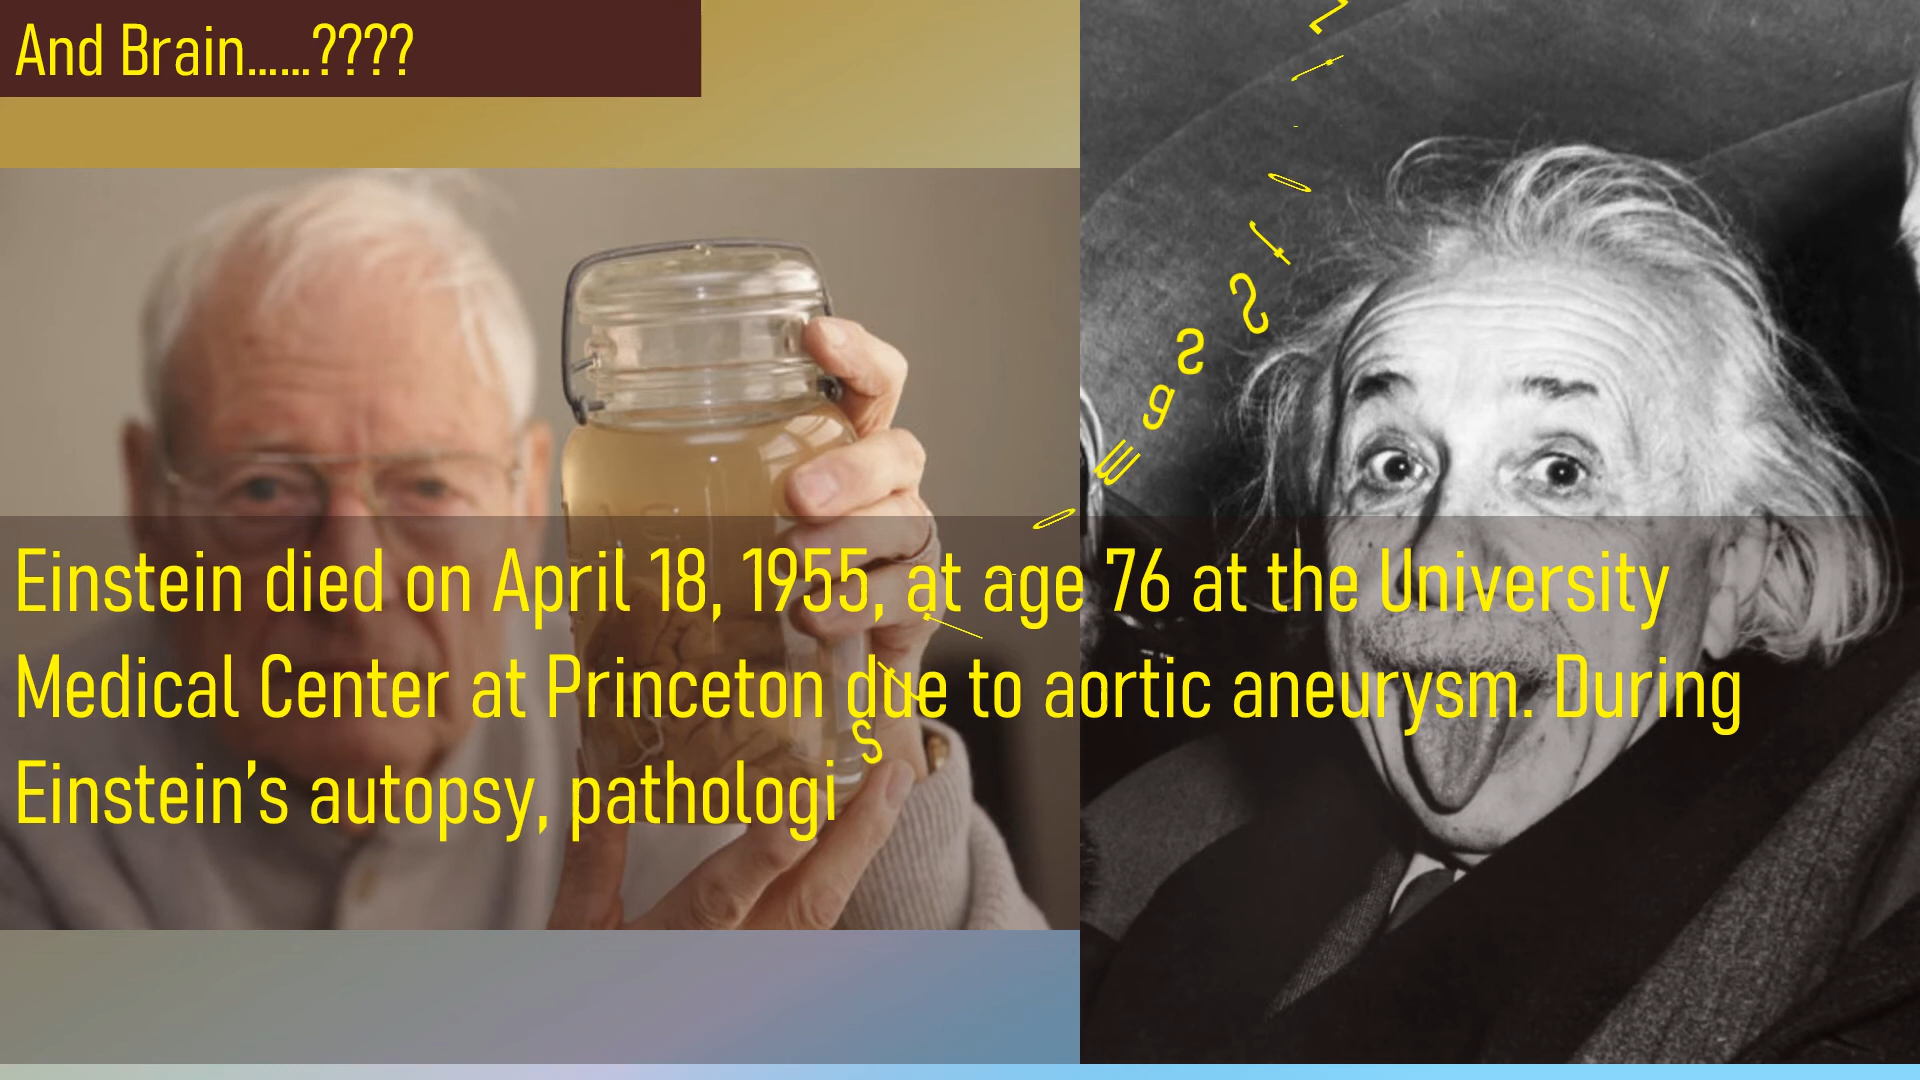 And Brain......????
Einstein died on April 18, 1955, at age 76 at the University
Medical Center at Princeton due to aortic aneurysm. During
Einstein’s autopsy, pathologi